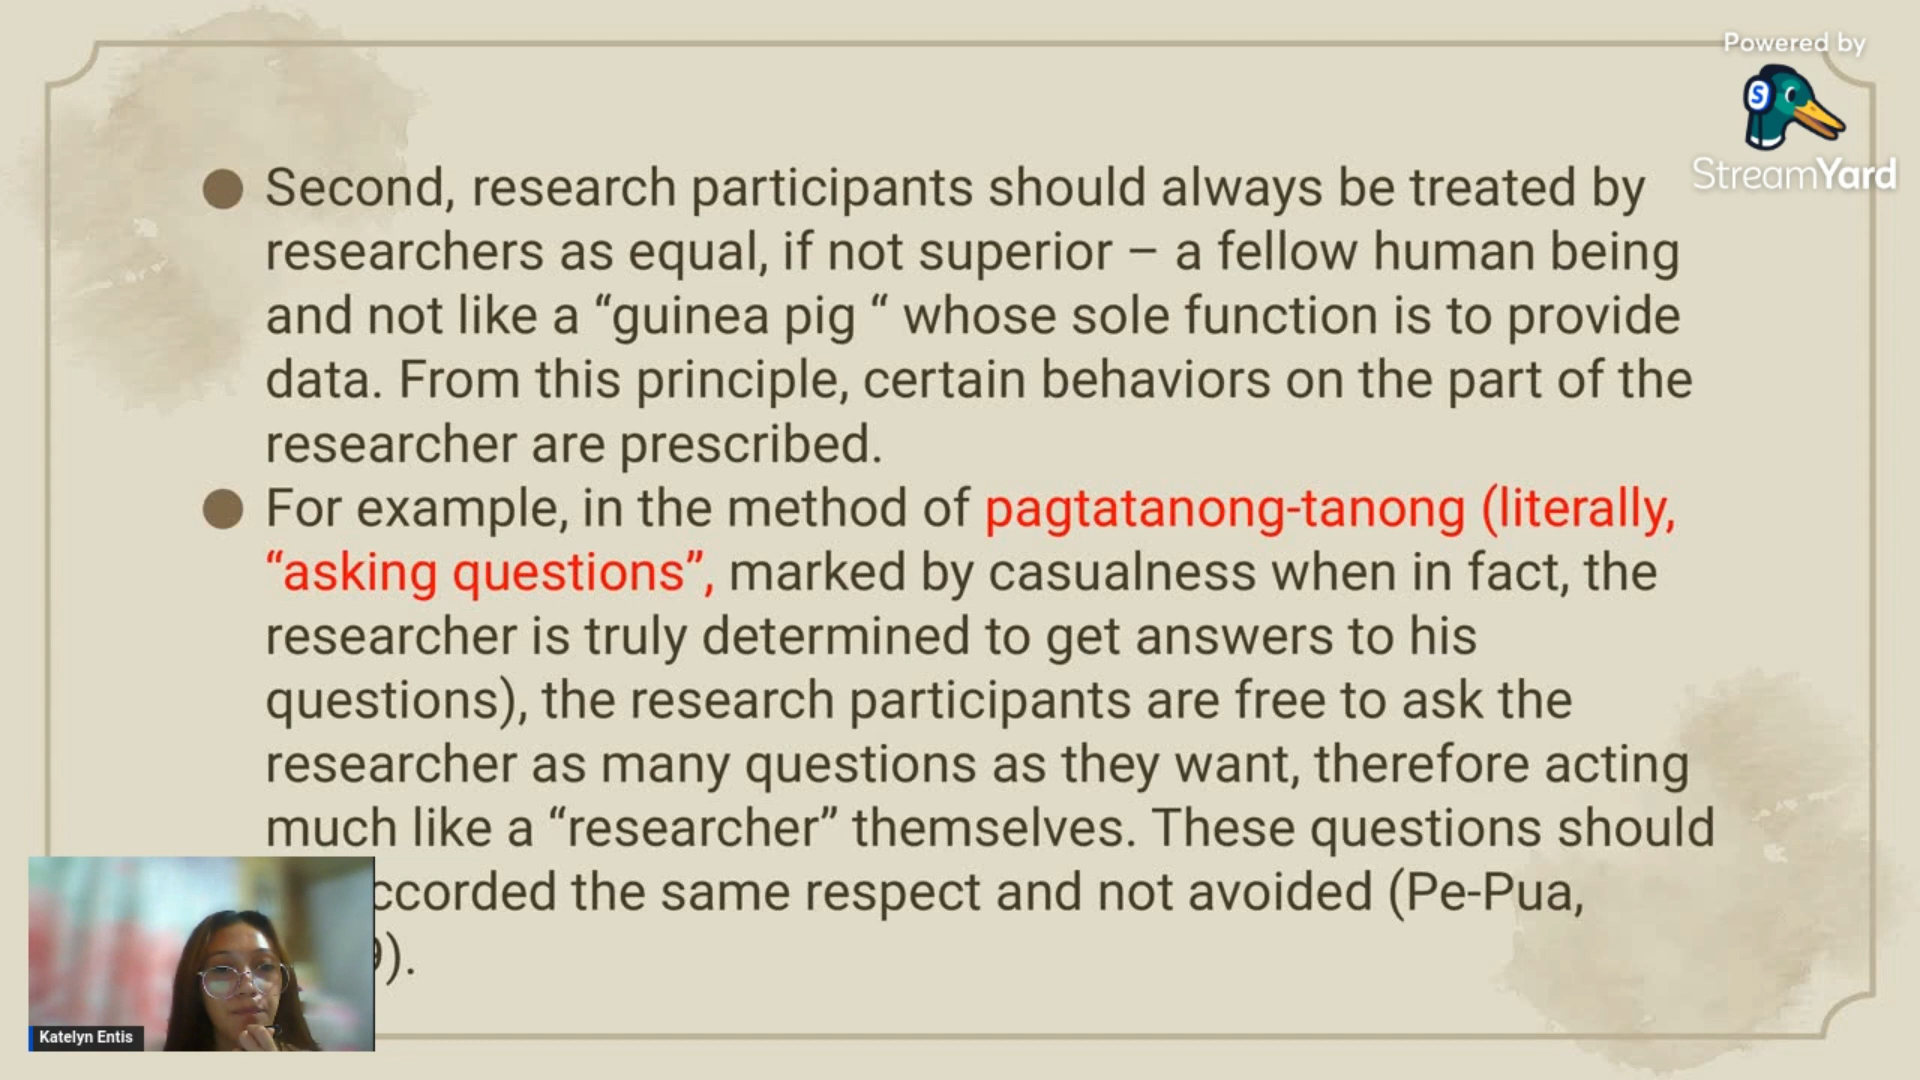 Powered by
StreamYard
Second, research participants should always be treated by
researchers as equal, if not superior – a fellow human being
and not like a “guinea pig “ whose sole function is to provide
data. From this principle, certain behaviors on the part of the
researcher are prescribed.
For example, in the method of pagtatanong-tanong (literally,
“asking questions”, marked by casualness when in fact, the
researcher is truly determined to get answers to his
questions), the research participants are free to ask the
researcher as many questions as they want, therefore acting
much like a “researcher” themselves. These questions should
the same respect and not avoided (Pe-Pua,
).
Katelyn Entis